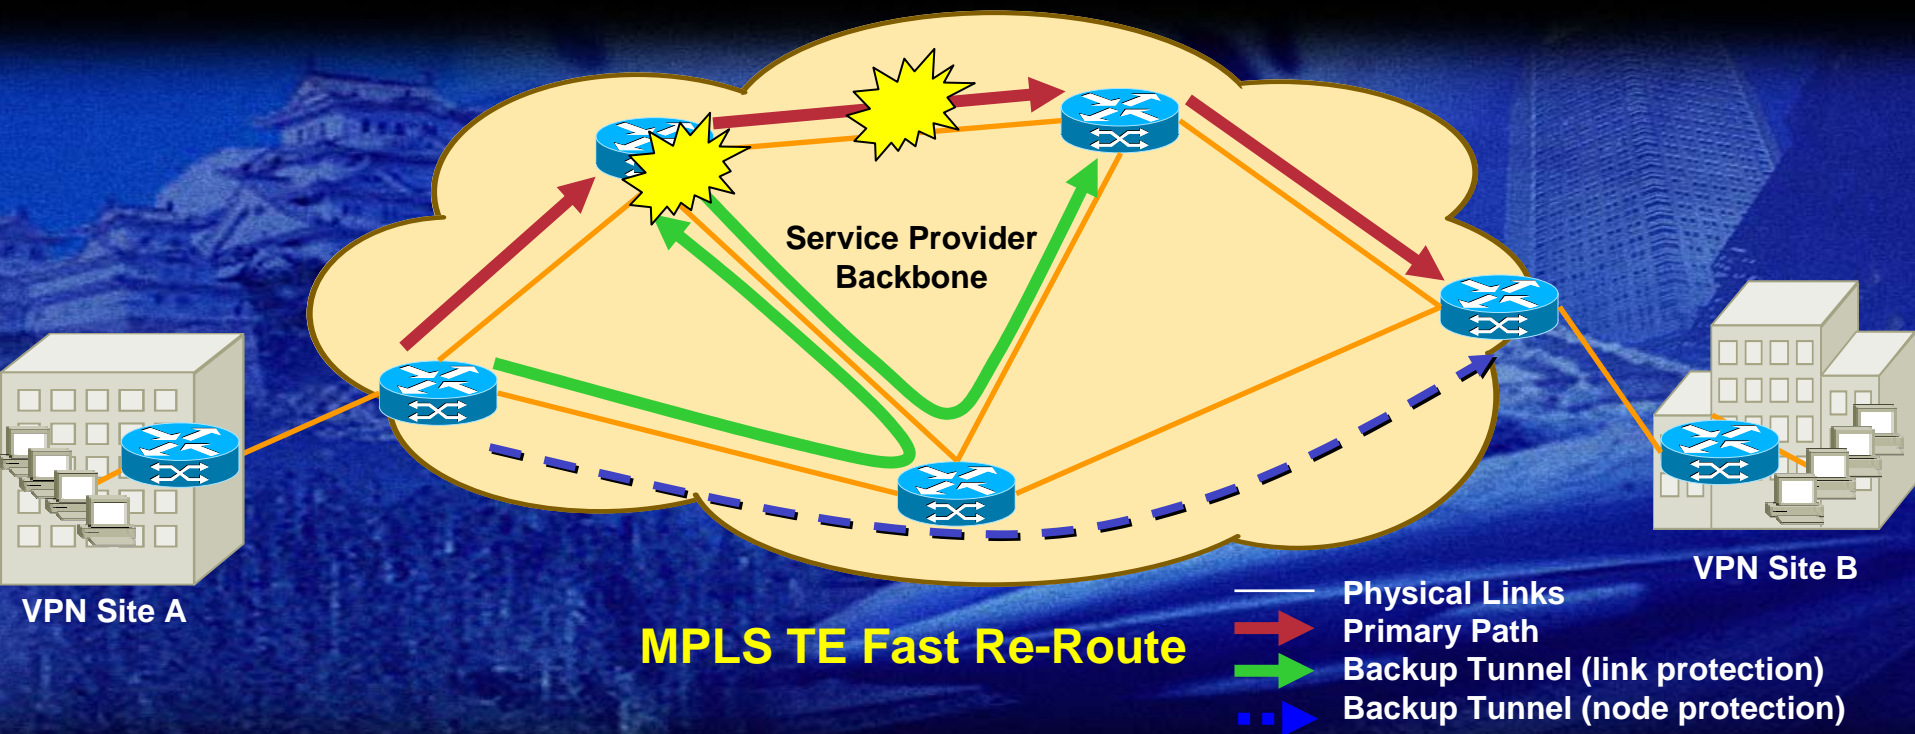 Service Provider
Backbone
VPN Site A
VPN Site B
MPLS TE Fast Re-Route
Physical Links
Primary Path
Backup Tunnel (link protection)
Backup Tunnel (node protection)